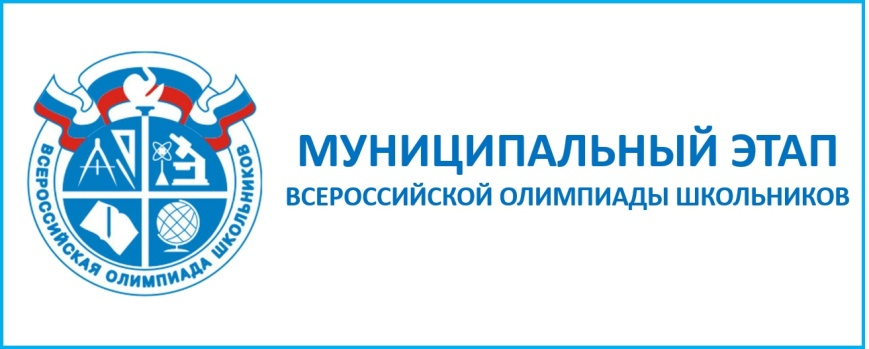 МУНИЦИПАЛЬНЫЙ ЭТАП
ВСЕРОССИЙСКОЙ ОЛИМПИАДЫ ШКОЛЬНИКОВ
ВСЕРОССИЙСКАЯ ОЛИМПИАДА ШКОЛЬНИКОВ